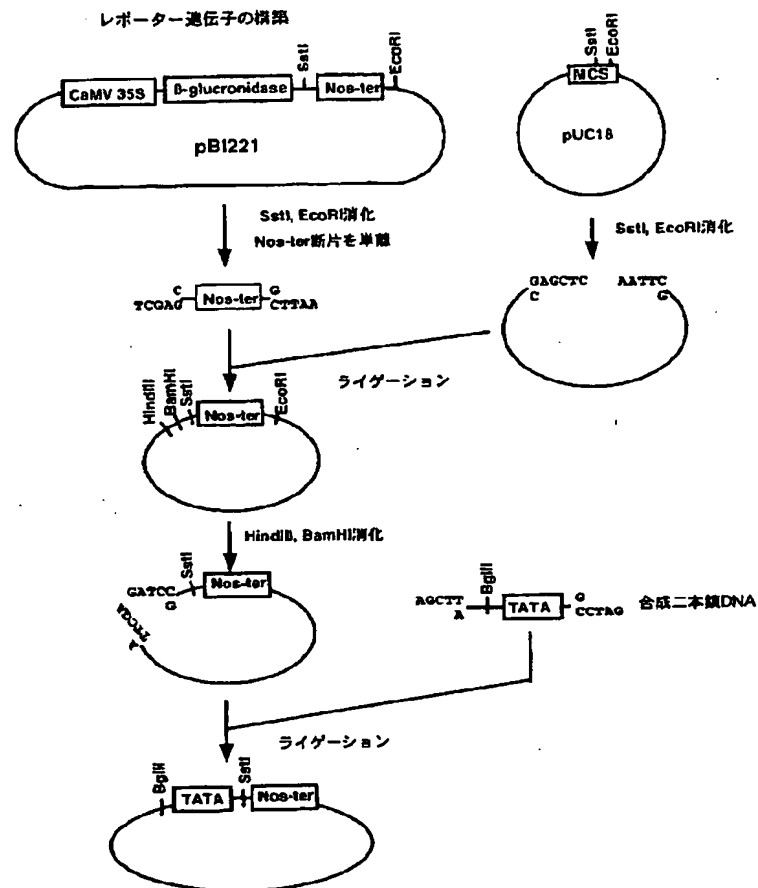 レポーター遺伝子の構築
SstI
EcoRI
CaMV 35S
β-glucronidase
Nos-ter
pBI221
SstI
EcoRI
MCS
pUC18
SstI, EcoRI消化
Nos-ter断片を単離
SstI, EcoRI消化
C
TCGAG
Nos-ter
G
CTTAA
GAGCTC
C
AATTC
G
ライゲーション
HindIII
BamHI
SstI
Nos-ter
EcoRI
HindIII, BamHI消化
GATCC
G
SstI
Nos-ter
TTCGA
A
AGCTT
A
BglII
TATA
G
CCTAG
合成二本鎖DNA
ライゲーション
BglII
TATA
SstI
Nos-ter